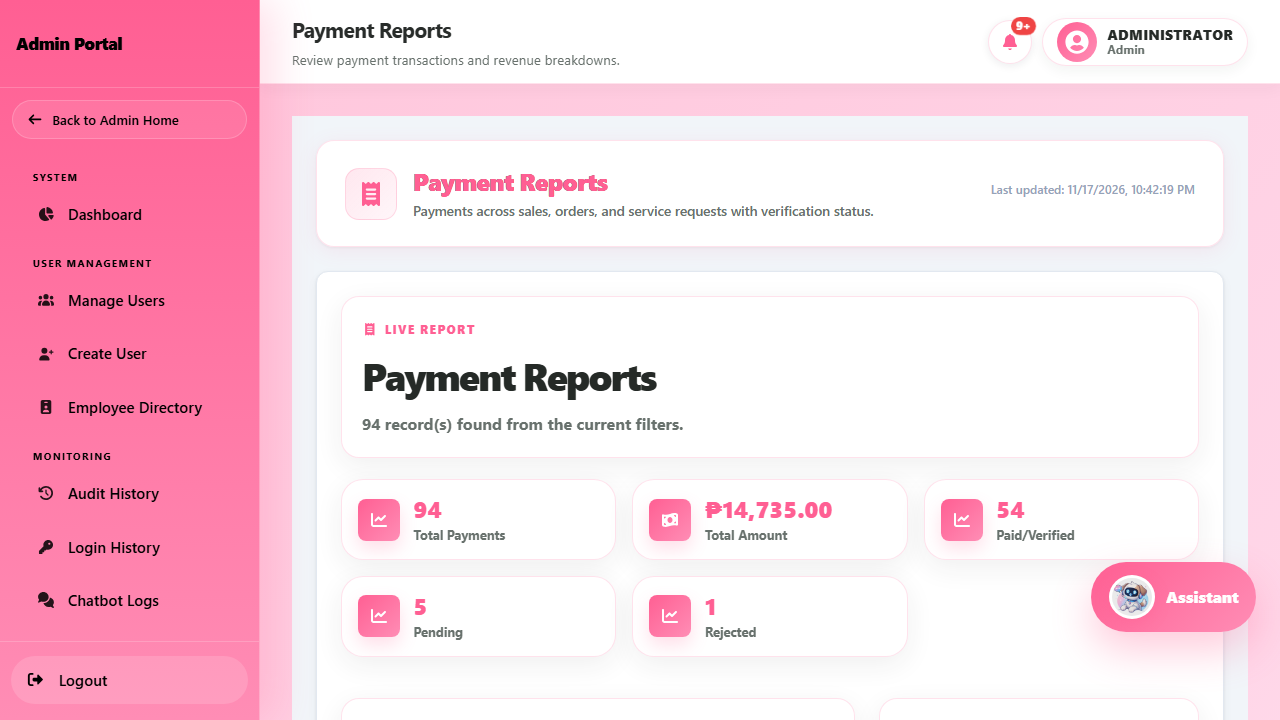 Admin Portal
Back to Admin Home
SYSTEM
Dashboard
USER MANAGEMENT
Manage Users
Create User
Employee Directory
MONITORING
Audit History
Login History
Chatbot Logs
Logout
Payment Reports
Review payment transactions and revenue breakdowns.
9+
ADMINISTRATOR
Admin
Payment Reports
Payments across sales, orders, and service requests with verification status.
Last updated: 11/17/2026, 10:42:19 PM
LIVE REPORT
Payment Reports
94 record(s) found from the current filters.
94
Total Payments
₱14,735.00
Total Amount
54
Paid/Verified
5
Pending
1
Rejected
Assistant